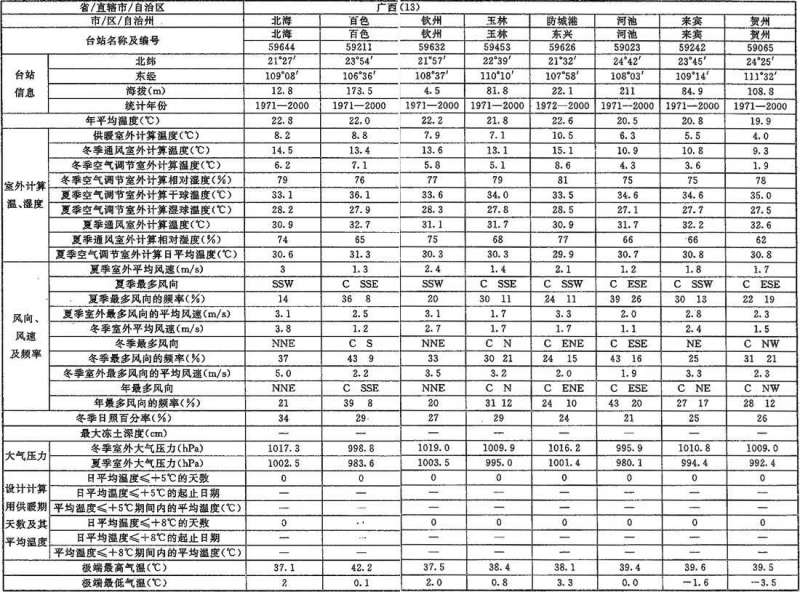 省/直辖市/自治区 广西(13)
市/区/自治州 北海 百色 钦州 玉林 防城港 河池 来宾 贺州
台站名称及编号 北海 百色 钦州 玉林 东兴 河池 来宾 贺州
59644 59211 59632 59453 59626 59023 59242 59065
台站信息
北纬 21°27′ 23°54′ 21°57′ 22°39′ 21°32′ 24°42′ 23°45′ 24°25′
东经 109°08′ 106°36′ 108°37′ 110°10′ 107°58′ 108°03′ 109°14′ 111°32′
海拔(m) 12.8 173.5 4.5 81.8 22.1 211 84.9 108.8
统计年份 1971—2000 1971—2000 1971—2000 1971—2000 1972—2000 1971—2000 1971—2000 1971—2000
年平均温度(℃) 22.8 22.0 22.2 21.8 22.6 20.5 20.8 19.9
室外计算温、湿度
供暖室外计算温度(℃) 8.2 8.8 7.9 7.1 10.5 6.3 5.5 4.0
冬季通风室外计算温度(℃) 14.5 13.4 13.6 13.1 15.1 10.9 10.8 9.3
冬季空气调节室外计算温度(℃) 6.2 7.1 5.8 5.1 8.6 4.3 3.6 1.9
冬季空气调节室外计算相对湿度(%) 79 76 77 79 81 75 75 78
夏季空气调节室外计算干球温度(℃) 33.1 36.1 33.6 34.0 33.5 34.6 34.6 35.0
夏季空气调节室外计算湿球温度(℃) 28.2 27.9 28.3 27.8 28.5 27.1 27.7 27.5
夏季通风室外计算温度(℃) 30.9 32.7 31.1 31.7 30.9 31.7 32.2 32.6
夏季通风室外计算相对湿度(%) 74 65 75 68 77 66 66 62
夏季空气调节室外计算日平均温度(℃) 30.6 31.3 30.3 30.3 29.9 30.7 30.8 30.8
风向、风速及频率
夏季室外平均风速(m/s) 3 1.3 2.4 1.4 2.1 1.2 1.8 1.7
夏季最多风向 SSW C SSE SSW C SSE C SSW C ESE C SSW C ESE
夏季最多风向的频率(%) 14 36 8 20 30 11 24 11 39 26 30 13 22 19
夏季室外最多风向的平均风速(m/s) 3.1 2.5 3.1 1.7 3.3 2.0 2.8 2.3
冬季室外平均风速(m/s) 3.8 1.2 2.7 1.7 1.7 1.1 2.4 1.5
冬季最多风向 NNE C S NNE C N C ENE C ESE NE C NW
冬季最多风向的频率(%) 37 43 9 33 30 21 24 15 43 16 25 31 21
冬季室外最多风向的平均风速(m/s) 5.0 2.2 3.5 3.2 2.0 1.9 3.3 2.3
年最多风向 NNE C SSE NNE C N C ENE C ESE C NE C NW
年最多风向的频率(%) 21 39 8 20 31 12 24 10 43 20 27 17 28 12
冬季日照百分率(%) 34 29 27 29 24 21 25 26
最大冻土深度(cm) — — — — — — — —
大气压力
冬季室外大气压力(hPa) 1017.3 998.8 1019.0 1009.9 1016.2 995.9 1010.8 1009.0
夏季室外大气压力(hPa) 1002.5 983.6 1003.5 995.0 1001.4 980.1 994.4 992.4
设计计算用供暖期天数及其平均温度
日平均温度≤+5℃的天数 0 0 0 0 0 0 0 0
日平均温度≤+5℃的起止日期 — — — — — — — —
平均温度≤+5℃期间内的平均温度(℃) — — — — — — — —
日平均温度≤+8℃的天数 0 0 0 0 0 0 0
日平均温度≤+8℃的起止日期 — — — — — — — —
平均温度≤+8℃期间内的平均温度(℃) — — — — — — — —
极端最高气温(℃) 37.1 42.2 37.5 38.4 38.1 39.4 39.6 39.5
极端最低气温(℃) 2 0.1 2.0 0.8 3.3 0.0 −1.6 −3.5